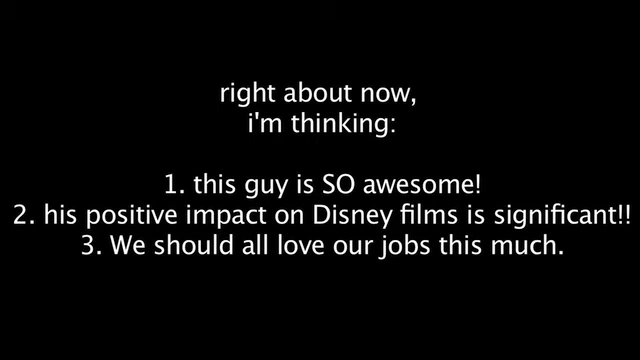 right about now,
i'm thinking:
1. this guy is SO awesome!
2. his positive impact on Disney films is significant!!
3. We should all love our jobs this much.